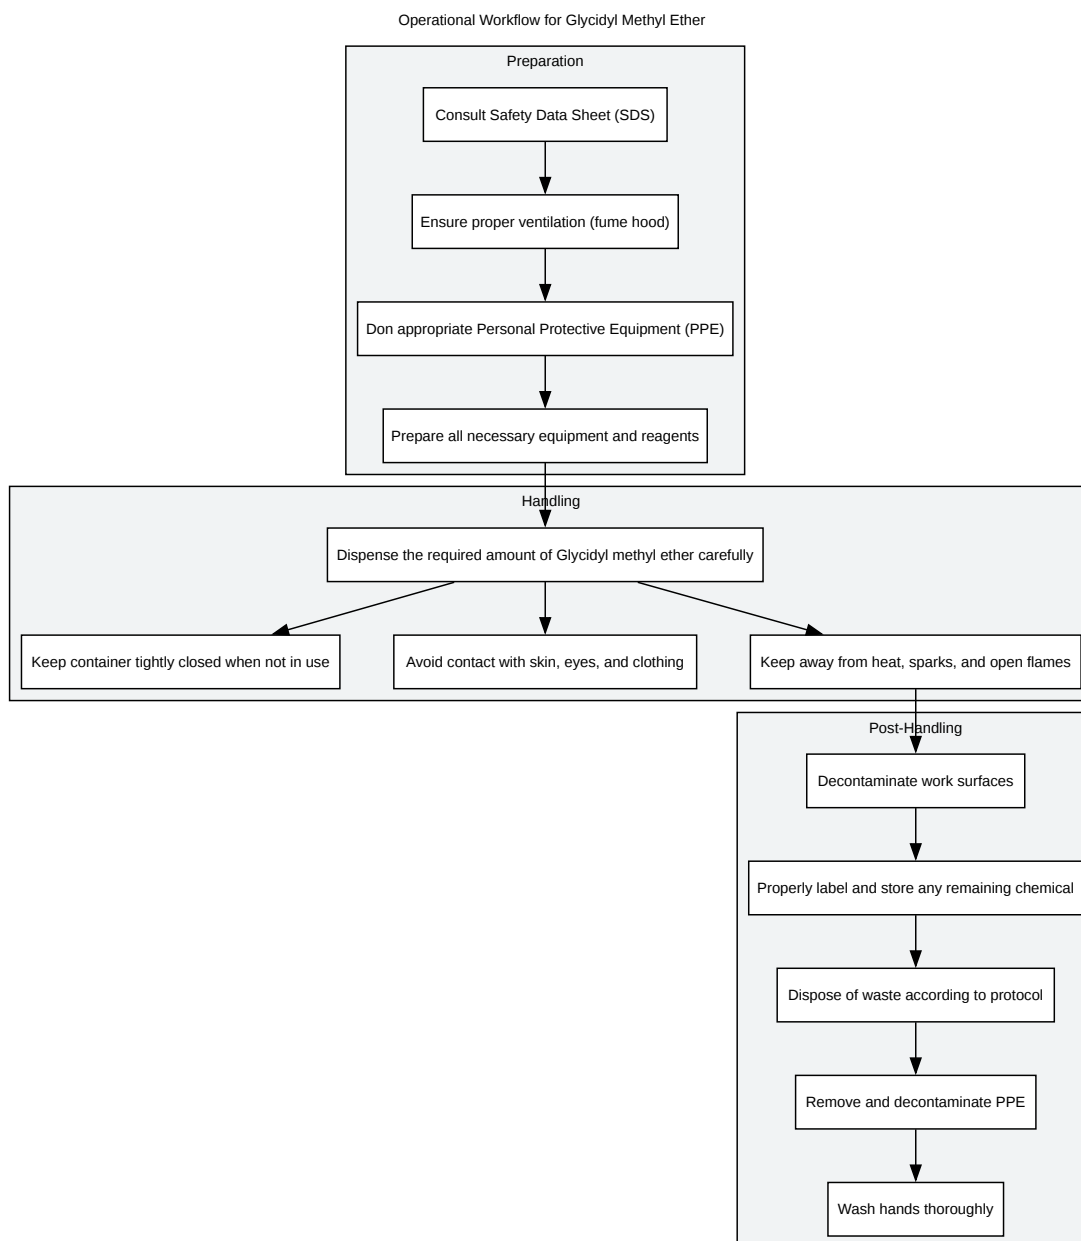 Operational Workflow for Glycidyl Methyl Ether
Preparation
Consult Safety Data Sheet (SDS)
Ensure proper ventilation (fume hood)
Don appropriate Personal Protective Equipment (PPE)
Prepare all necessary equipment and reagents
Handling
Dispense the required amount of Glycidyl methyl ether carefully
Keep container tightly closed when not in use
Avoid contact with skin, eyes, and clothing
Keep away from heat, sparks, and open flames
Post-Handling
Decontaminate work surfaces
Properly label and store any remaining chemical
Dispose of waste according to protocol
Remove and decontaminate PPE
Wash hands thoroughly